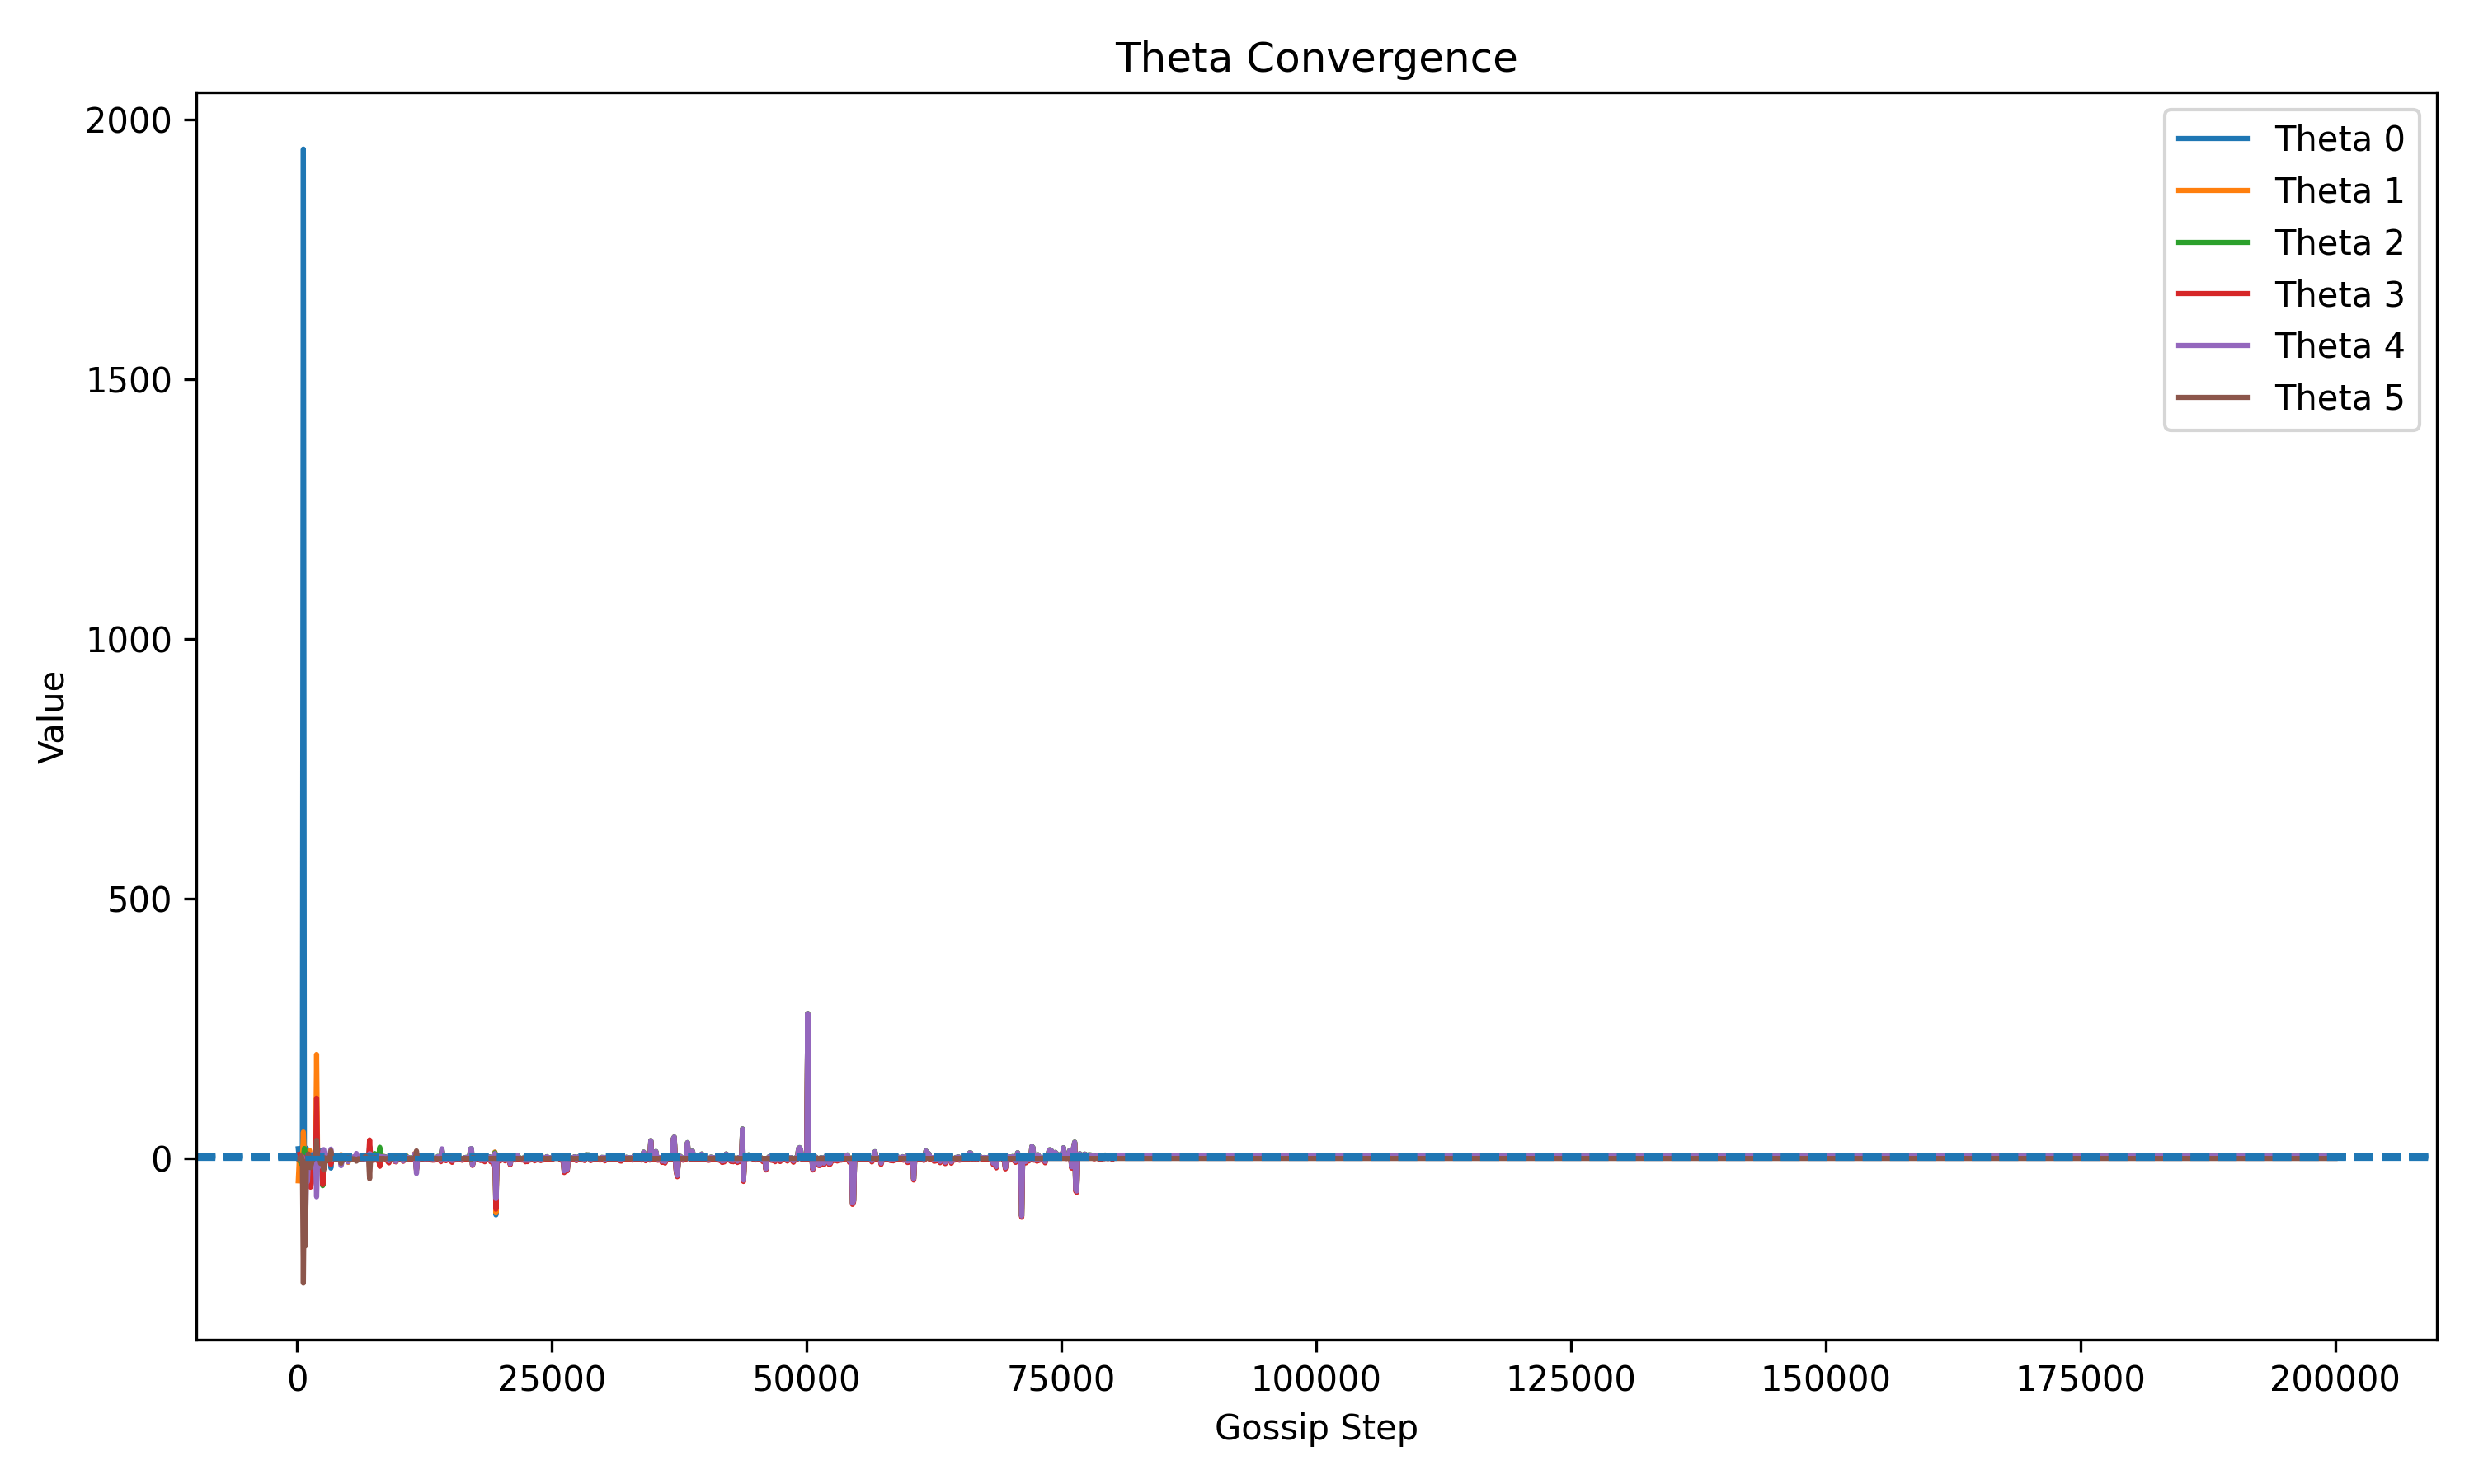 Theta Convergence
2000
1500
1000
500
0
Value
Theta 0
Theta 1
Theta 2
Theta 3
Theta 4
Theta 5
0 25000 50000 75000 100000 125000 150000 175000 200000
Gossip Step